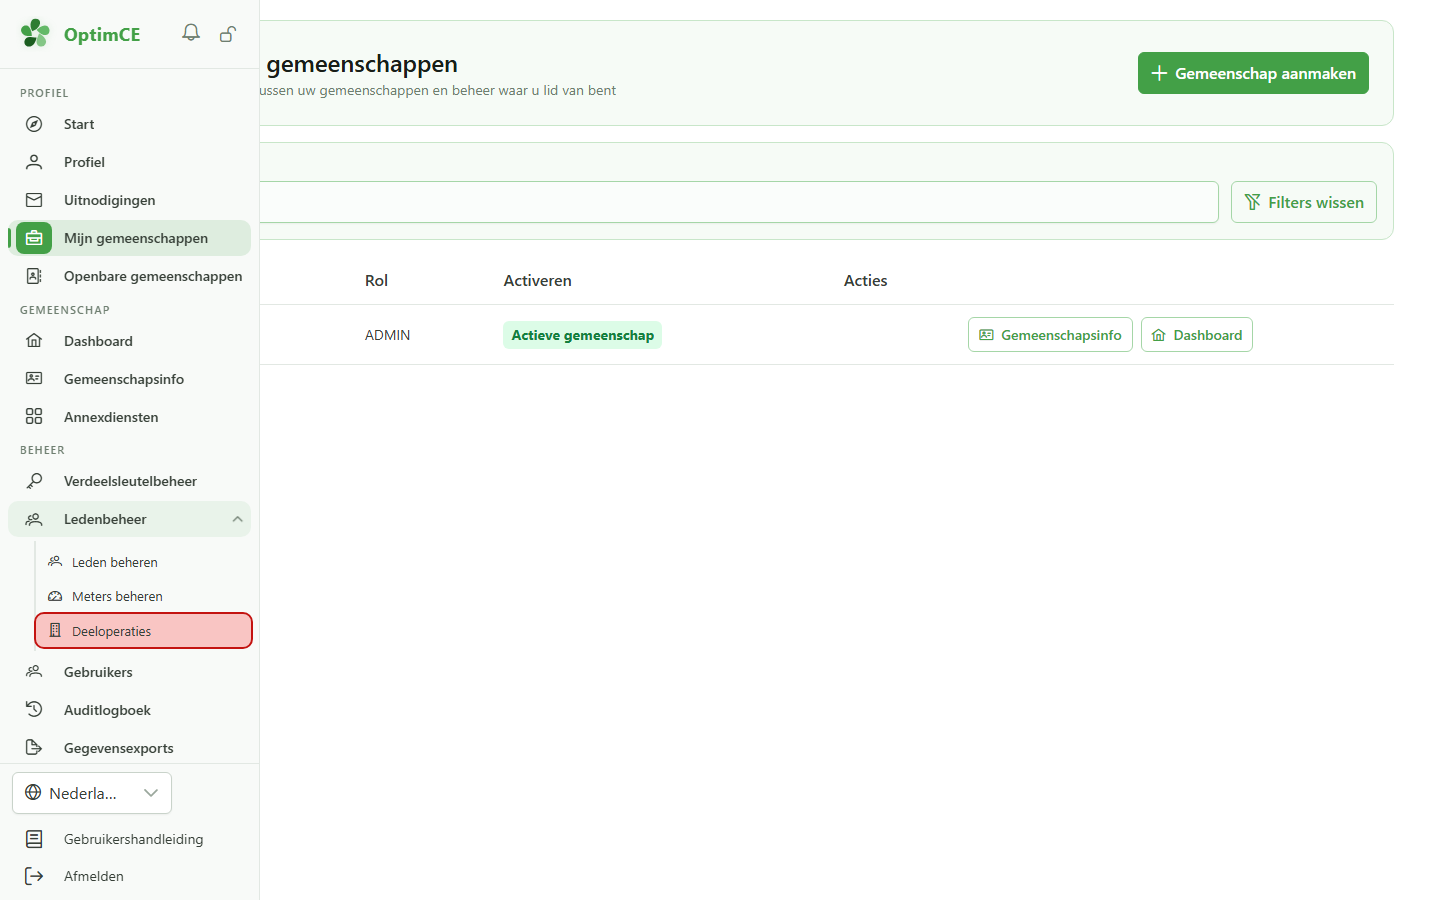 OptimCE
PROFIEL
Start
Profiel
Uitnodigingen
Mijn gemeenschappen
Openbare gemeenschappen
GEMEENSCHAP
Dashboard
Gemeenschapsinfo
Annexdiensten
BEHEER
Verdeelsleutelbeheer
Ledenbeheer
Leden beheren
Meters beheren
Deeloperaties
Gebruikers
Auditlogboek
Gegevensexports
Nederla...
Gebruikershandleiding
Afmelden
gemeenschappen
ussen uw gemeenschappen en beheer waar u lid van bent
Gemeenschap aanmaken
Filters wissen
Rol Activeren Acties
ADMIN Actieve gemeenschap Gemeenschapsinfo Dashboard